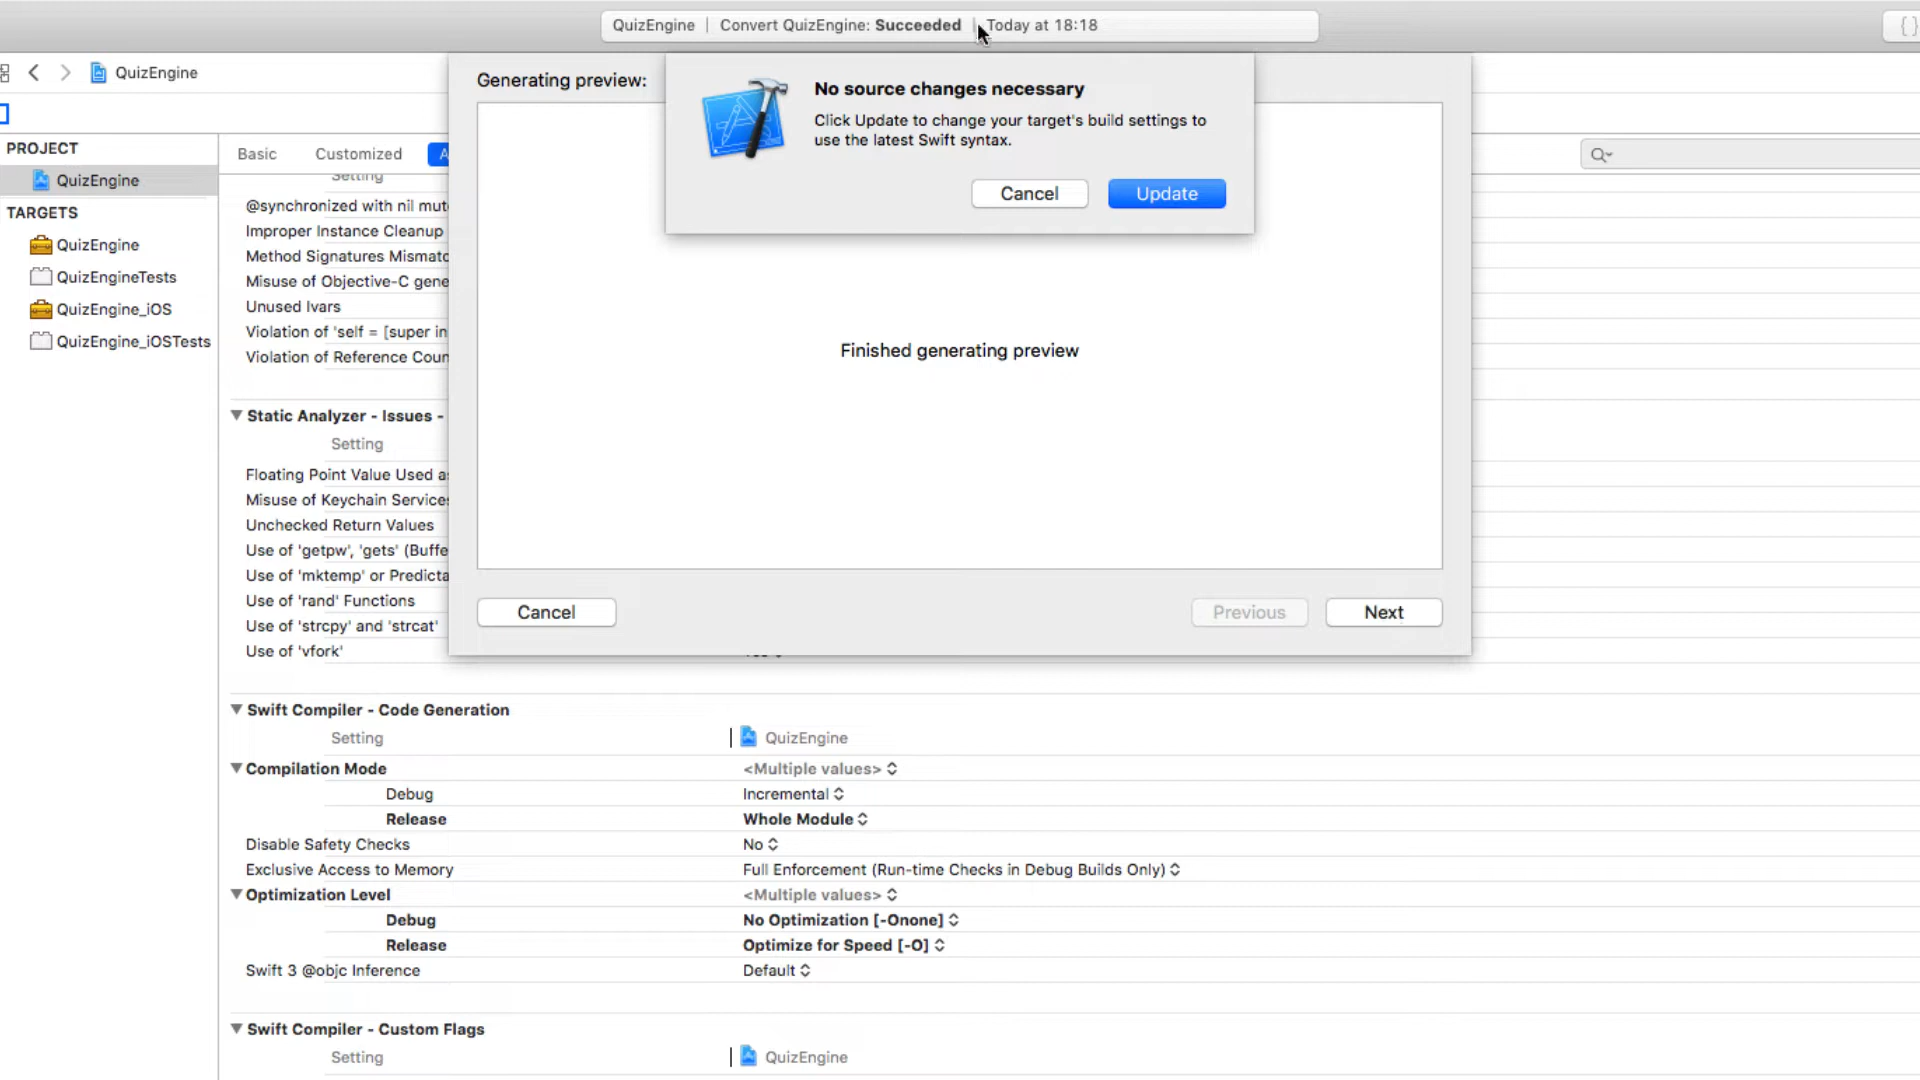 QuizEngine | Convert QuizEngine: Succeeded | Today at 18:18
QuizEngine
Generating preview:
No source changes necessary
Click Update to change your target's build settings to
use the latest Swift syntax.
Cancel
Update
PROJECT
QuizEngine
TARGETS
QuizEngine
QuizEngineTests
QuizEngine_iOS
QuizEngine_iOSTests
Basic
Customized
Setting
@synchronized with nil mut
Improper Instance Cleanup
Method Signatures Mismatc
Misuse of Objective-C gene
Unused Ivars
Violation of 'self = [super in
Violation of Reference Coun
Finished generating preview
Static Analyzer - Issues -
Setting
Floating Point Value Used a
Misuse of Keychain Services
Unchecked Return Values
Use of 'getpw', 'gets' (Buffe
Use of 'mktemp' or Predicta
Use of 'rand' Functions
Use of 'strcpy' and 'strcat'
Use of 'vfork'
Cancel
Previous
Next
Swift Compiler - Code Generation
Setting
QuizEngine
Compilation Mode
<Multiple values>
Debug
Incremental
Release
Whole Module
Disable Safety Checks
No
Exclusive Access to Memory
Full Enforcement (Run-time Checks in Debug Builds Only)
Optimization Level
<Multiple values>
Debug
No Optimization [-Onone]
Release
Optimize for Speed [-O]
Swift 3 @objc Inference
Default
Swift Compiler - Custom Flags
Setting
QuizEngine